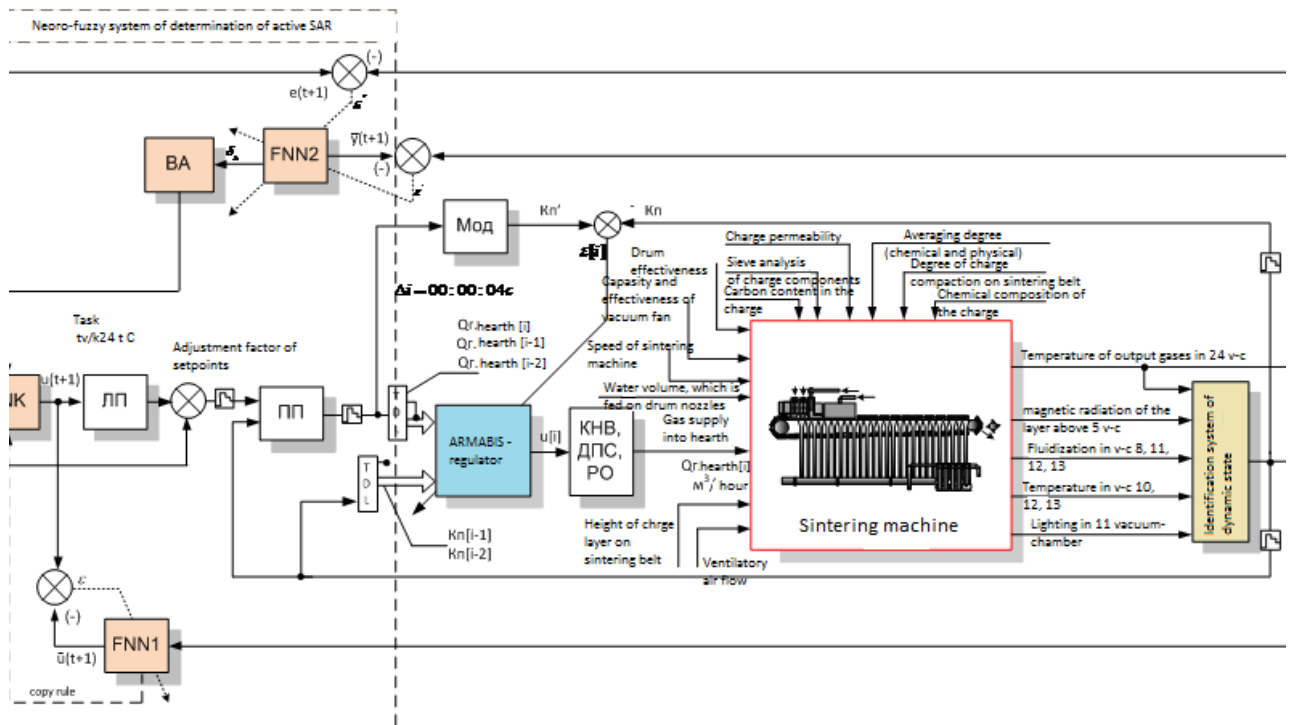 Neoro-fuzzy system of determination of active SAR
(-)
e(t+1)
ε*
ȳ(t+1)
(-)
BA
FNN2
Мод
Кп'
- Кп
ε[i]
Δi – 00: 00: 04c
Charge permeability
Averaging degree
(chemical and physical)
Drum
effectiveness
Sieve analysis
of charge components
Degree of charge
compaction on sintering belt
Capasity and
effectiveness of
vacuum fan
Carbon content in the
charge
Chemical composition of
the charge
Task
tv/k24 t C
Adjustment factor of
setpoints
Qr.hearth [i]
Qr. hearth [i-1]
Qr. hearth [i-2]
Speed of sintering
machine
Water volume, which is
fed on drum nozzles
Temperature of output gases in 24 v-c
NK
u(t+1)
ЛП
ПП
T
D
L
ARMABIS -
regulator
u[i]
КНВ,
ДПС,
РО
Gas supply
into hearth
Qr.hearth[i]
м3/ hour
magnetic radiation of the
layer above 5 v-c
Fluidization in v-c 8, 11,
12, 13
Temperature in v-c 10,
12, 13
Lighting in 11 vacuum-
chamber
Identification system of
dynamic state
T
D
L
Кп[i-1]
Кп[i-2]
Height of chrge
layer on
sintering belt
Ventilatory
air flow
Sintering machine
ε
(-)
ū(t+1)
FNN1
copy rule